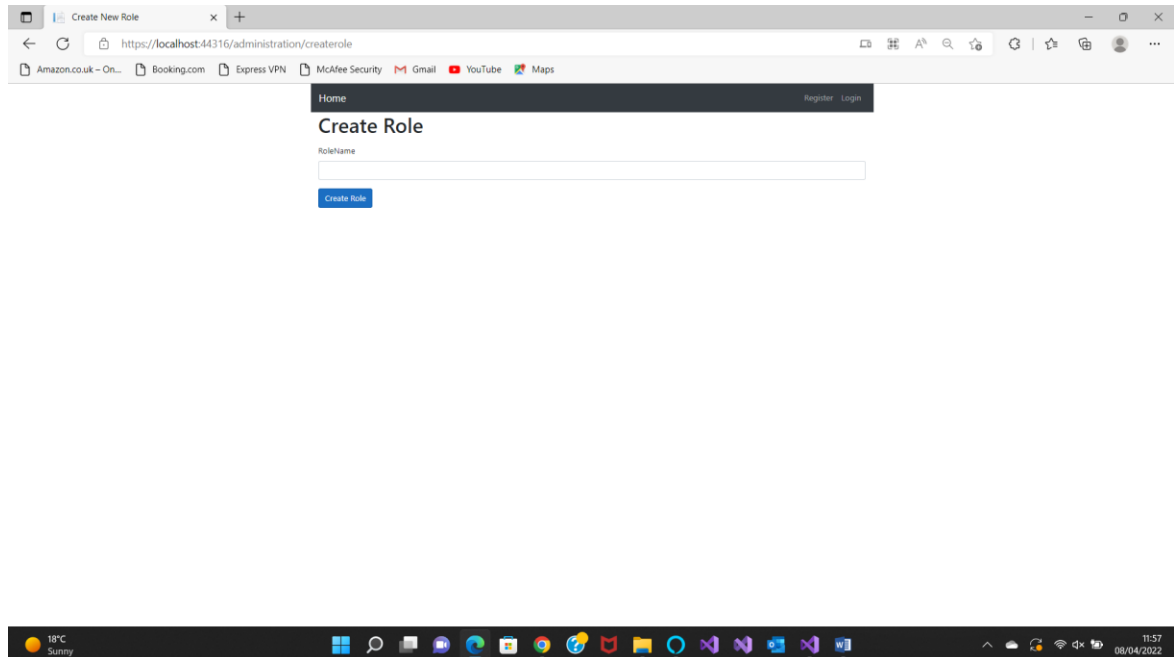 Create New Role
https://localhost:44316/administration/createrole
Amazon.co.uk – On... Booking.com Express VPN McAfee Security Gmail YouTube Maps
Home Register Login
Create Role
RoleName
Create Role
18°C
Sunny
11:57
08/04/2022